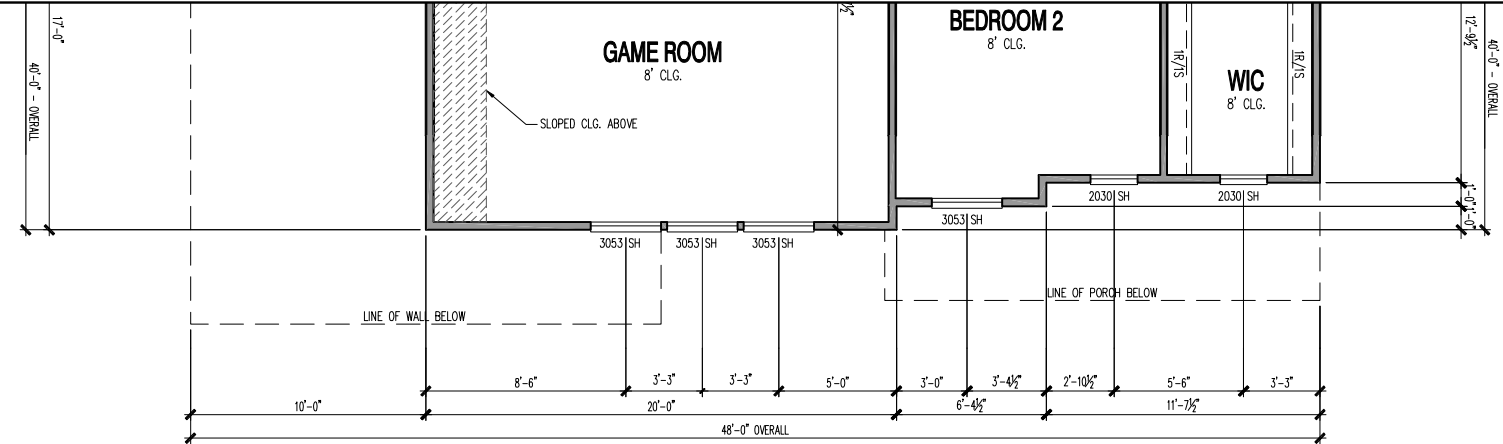 17'-0"
40'-0" - OVERALL
GAME ROOM
8' CLG.
SLOPED CLG. ABOVE
BEDROOM 2
8' CLG.
1R/1S
1R/1S
WIC
8' CLG.
12'-9½"
40'-0" - OVERALL
1'-0"
1'-0"
2030 SH
2030 SH
3053 SH
3053 SH
3053 SH
3053 SH
LINE OF WALL BELOW
LINE OF PORCH BELOW
8'-6"
3'-3"
3'-3"
5'-0"
3'-0"
3'-4½"
2'-10½"
5'-6"
3'-3"
10'-0"
20'-0"
6'-4½"
11'-7½"
48'-0" OVERALL